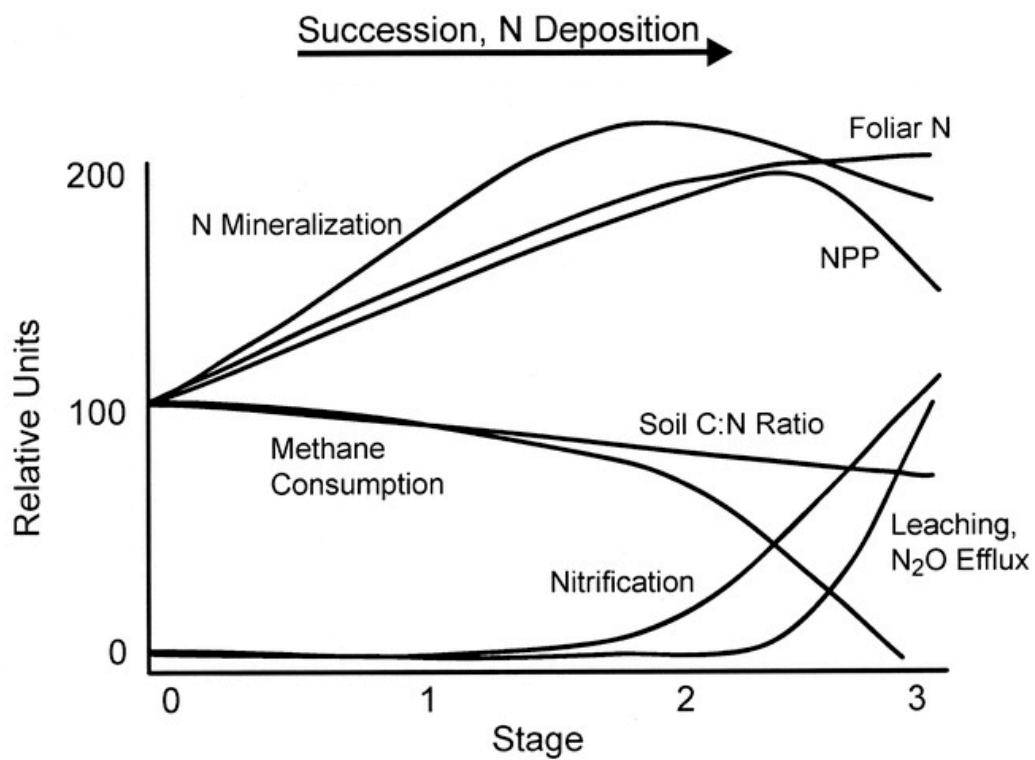 Succession, N Deposition
Foliar N
200
N Mineralization
NPP
Relative Units
100
Soil C:N Ratio
Methane
Consumption
Leaching,
N₂O Efflux
Nitrification
0
0 1 2 3
Stage